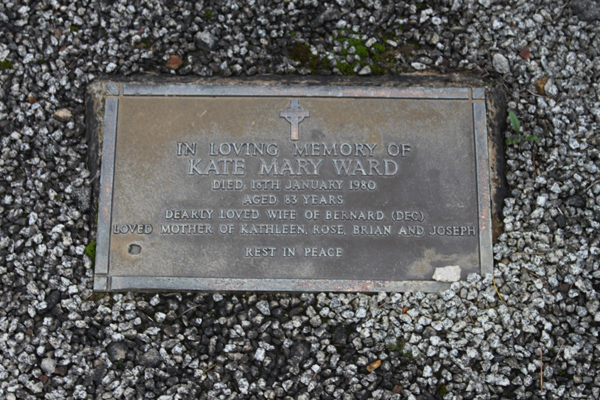 IN LOVING MEMORY OF
KATE MARY WARD
DIED 18TH JANUARY 1980
AGED 83 YEARS
DEARLY LOVED WIFE OF BERNARD (DEC)
LOVED MOTHER OF KATHLEEN, ROSE, BRIAN AND JOSEPH
REST IN PEACE